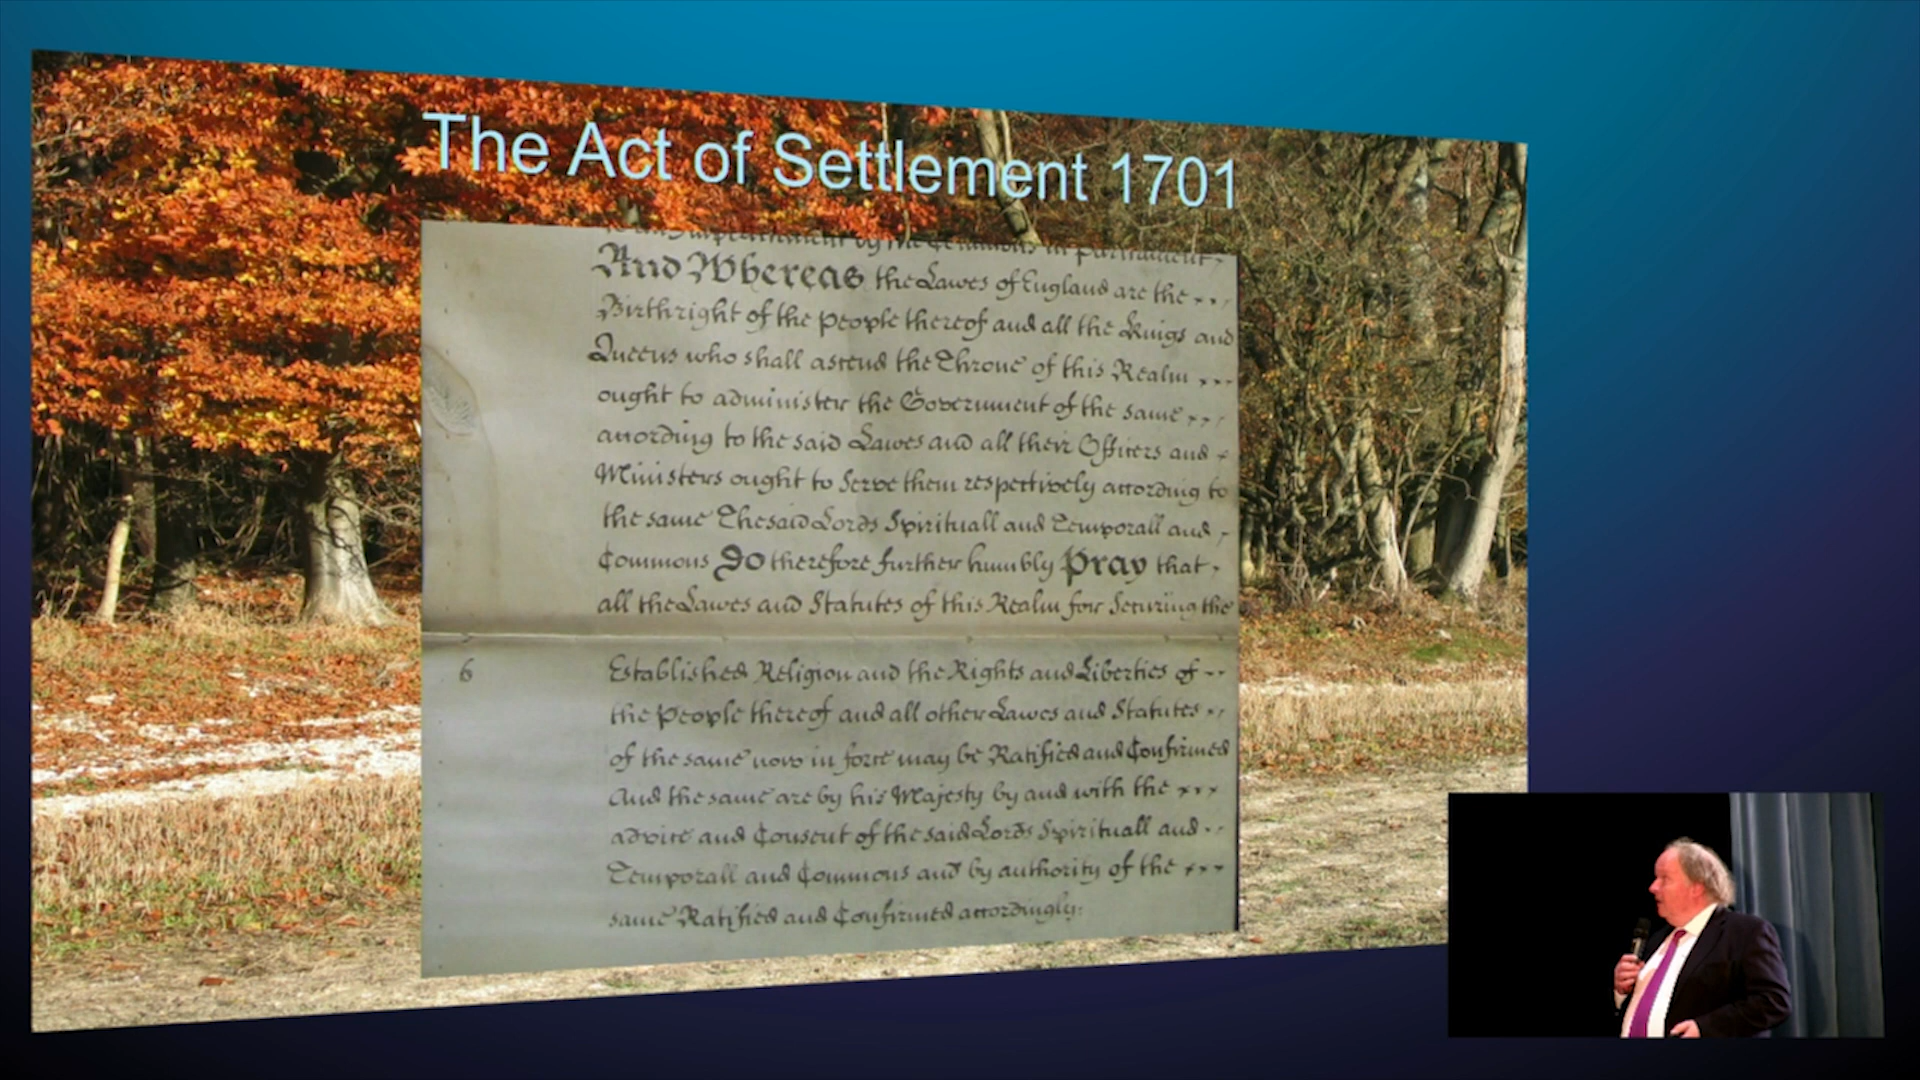 The Act of Settlement 1701
by the Commons in parliament.
And Whereas the Lawes of England are the
Birthright of the People thereof and all the Kings and
Queens who shall ascend the Throne of this Realm
ought to administer the Government of the same
according to the said Lawes and all their Officers and
Ministers ought to Serve them respectively according to
the same The said Lords Spirituall and Temporall and
Commons Do therefore further humbly Pray that
all the Lawes and Statutes of this Realm for Securing the
6 Established Religion and the Rights and Liberties of
the People thereof and all other Lawes and Statutes
of the same now in force may be Ratified and Confirmed
And the same are by his Majesty by and with the
advice and Consent of the said Lords Spirituall and
Temporall and Commons and by authority of the
same Ratified and Confirmed accordingly.